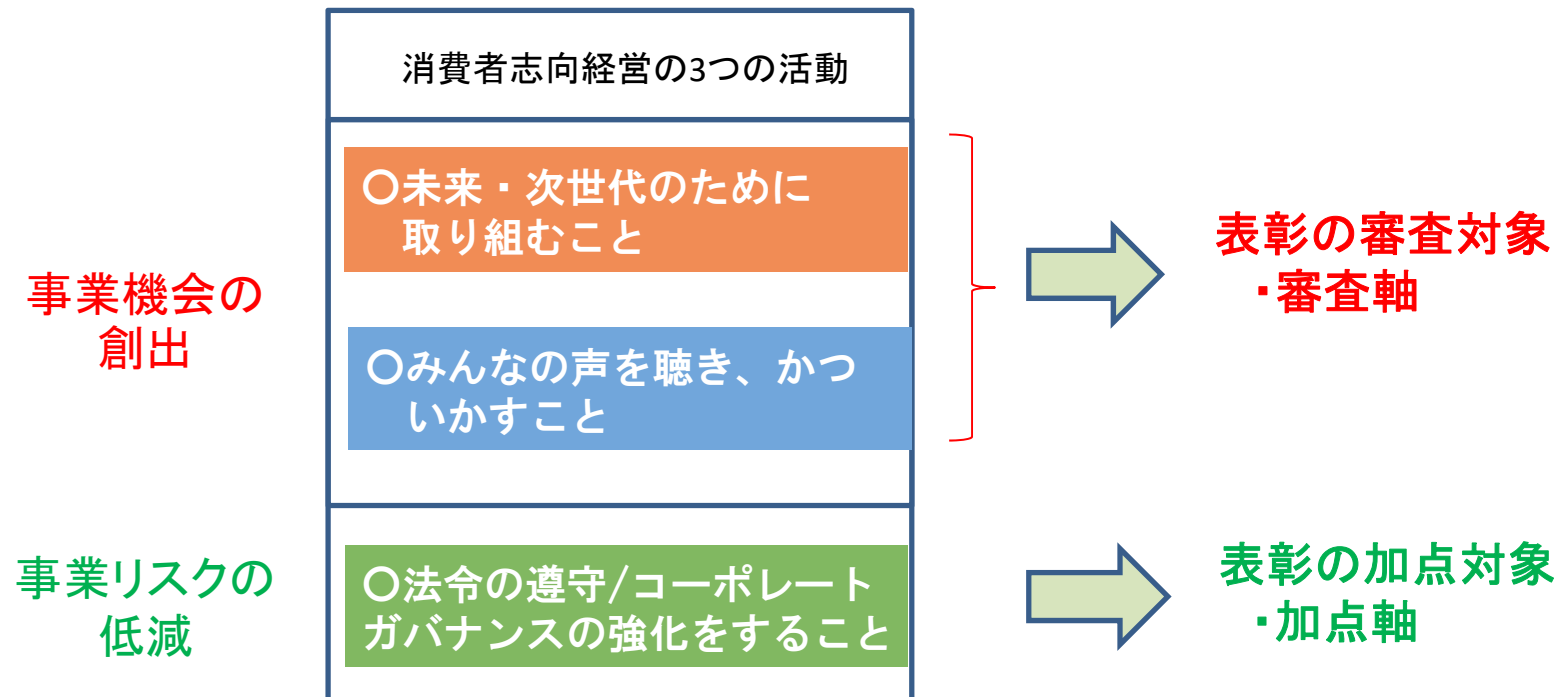 消費者志向経営の3つの活動
事業機会の
創出
〇未来・次世代のために
取り組むこと
〇みんなの声を聴き、かつ
いかすこと
表彰の審査対象
・審査軸
事業リスクの
低減
〇法令の遵守/コーポレート
ガバナンスの強化をすること
表彰の加点対象
・加点軸